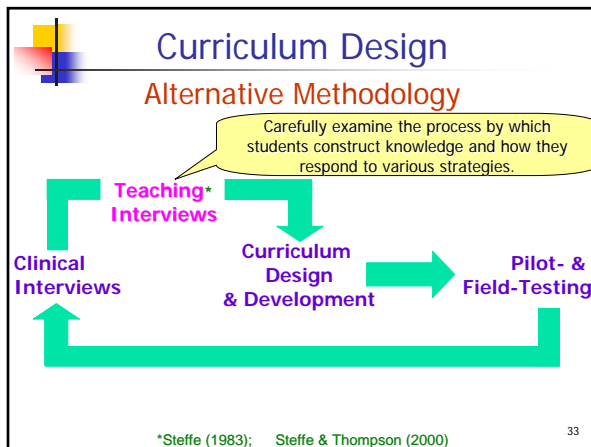 Curriculum Design
Alternative Methodology
Carefully examine the process by which
students construct knowledge and how they
respond to various strategies.
Teaching*
Interviews
Clinical
Interviews
Curriculum
Design
& Development
Pilot- &
Field-Testing
*Steffe (1983); Steffe & Thompson (2000)
33